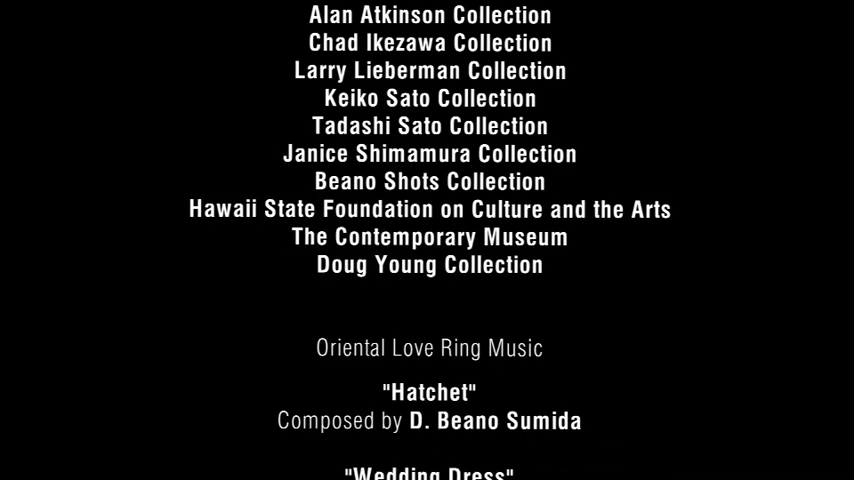 Alan Atkinson Collection
Chad Ikezawa Collection
Larry Lieberman Collection
Keiko Sato Collection
Tadashi Sato Collection
Janice Shimamura Collection
Beano Shots Collection
Hawaii State Foundation on Culture and the Arts
The Contemporary Museum
Doug Young Collection
Oriental Love Ring Music
"Hatchet"
Composed by D. Beano Sumida
"Wedding Dress"